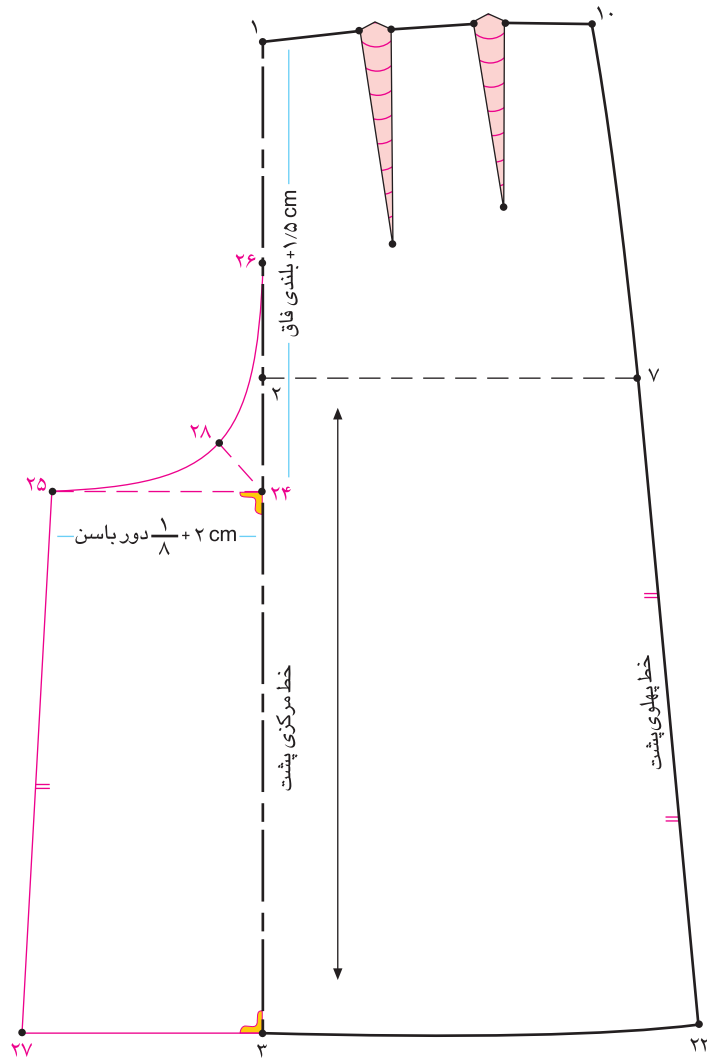 ۱
۱۰
بلندی فاق +۱/۵ cm
۲۶
۲
۷
۲۸
۲۵
۲۴
دور باسن ۱/۸ + ۲ cm
خط مرکزی پشت
خط پهلوی پشت
۲۷
۳
۲۲